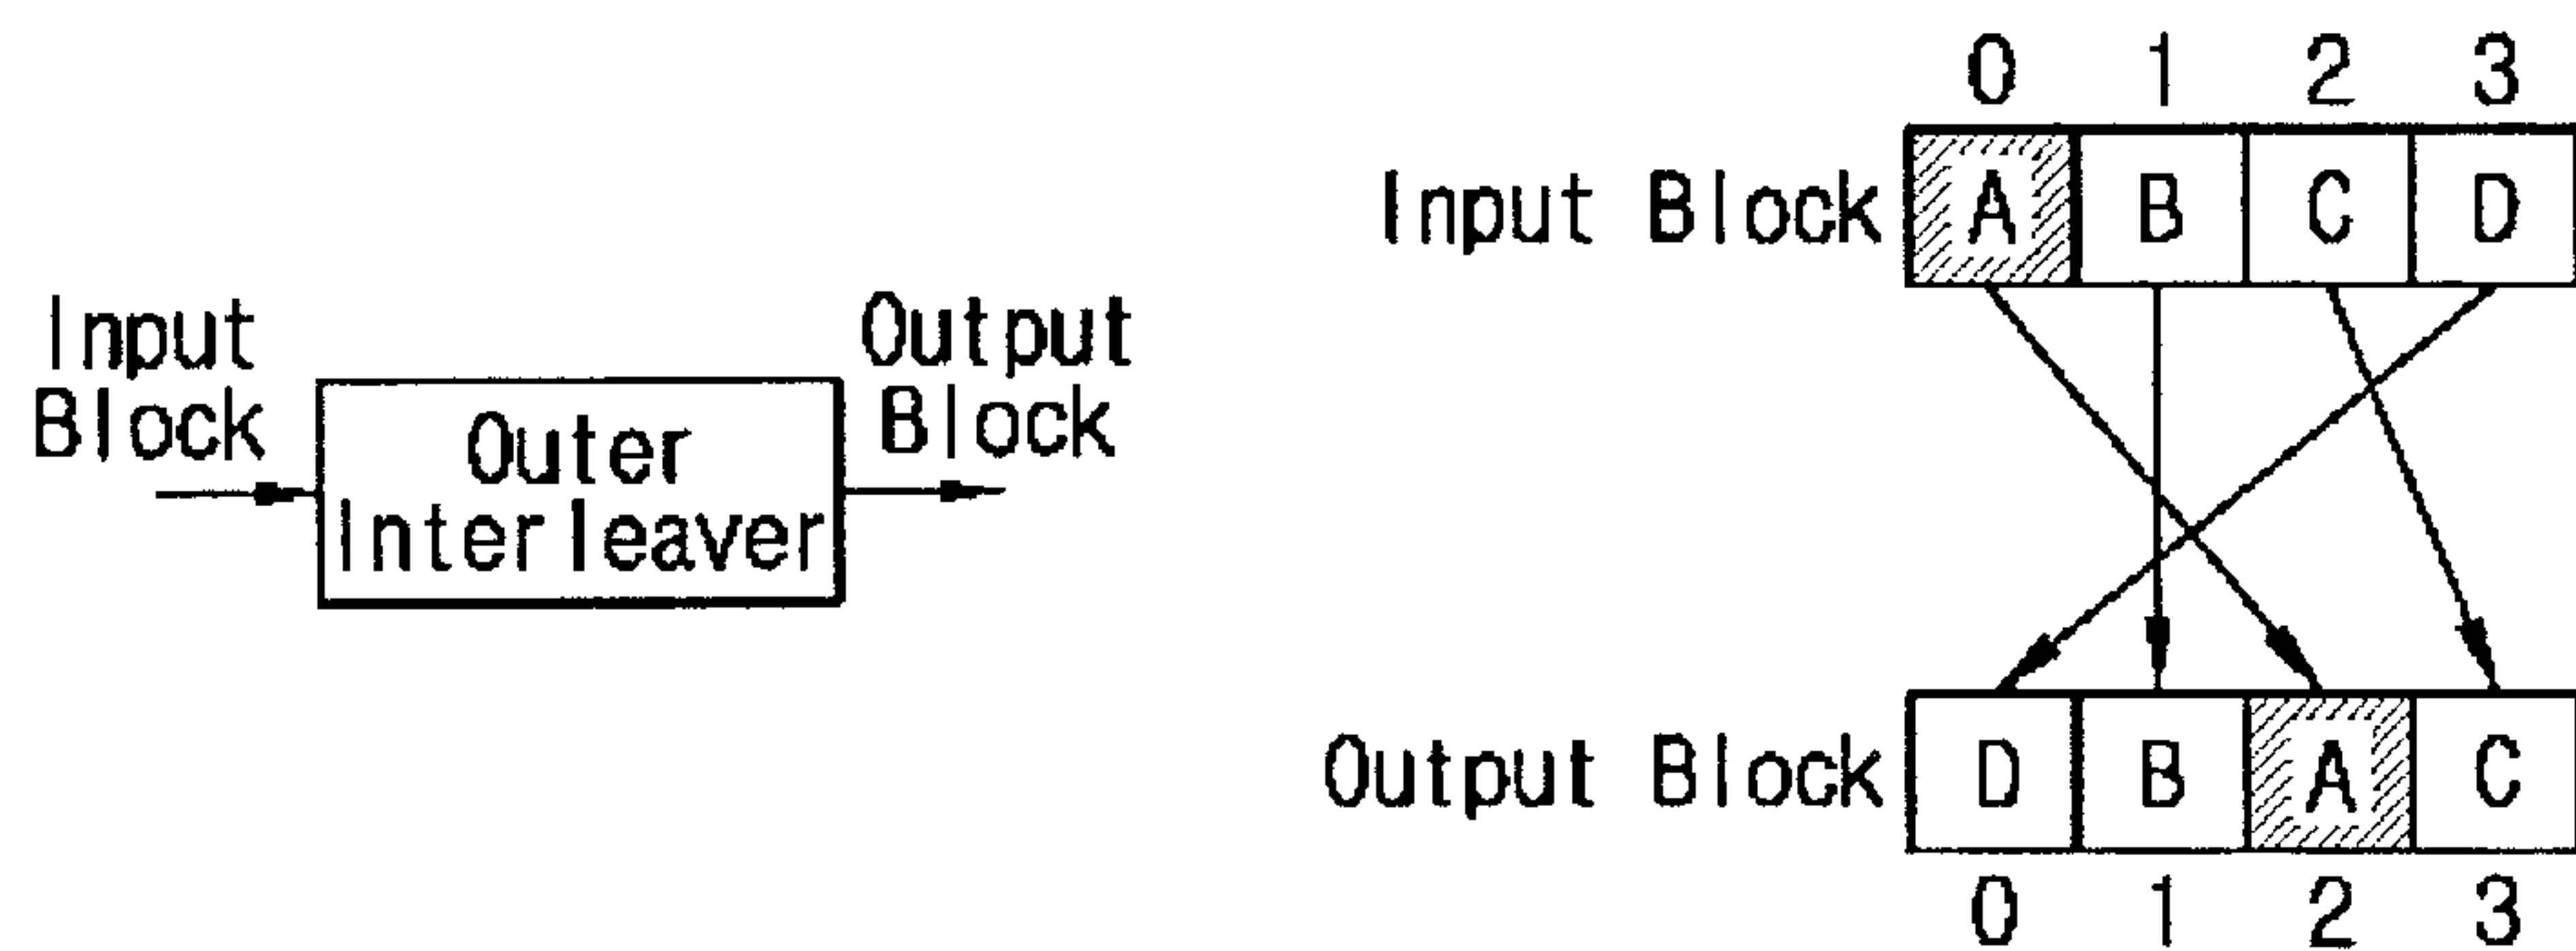 Input
Block
Outer
Interleaver
Output
Block
0 1 2 3
Input Block A B C D
Output Block D B A C
0 1 2 3